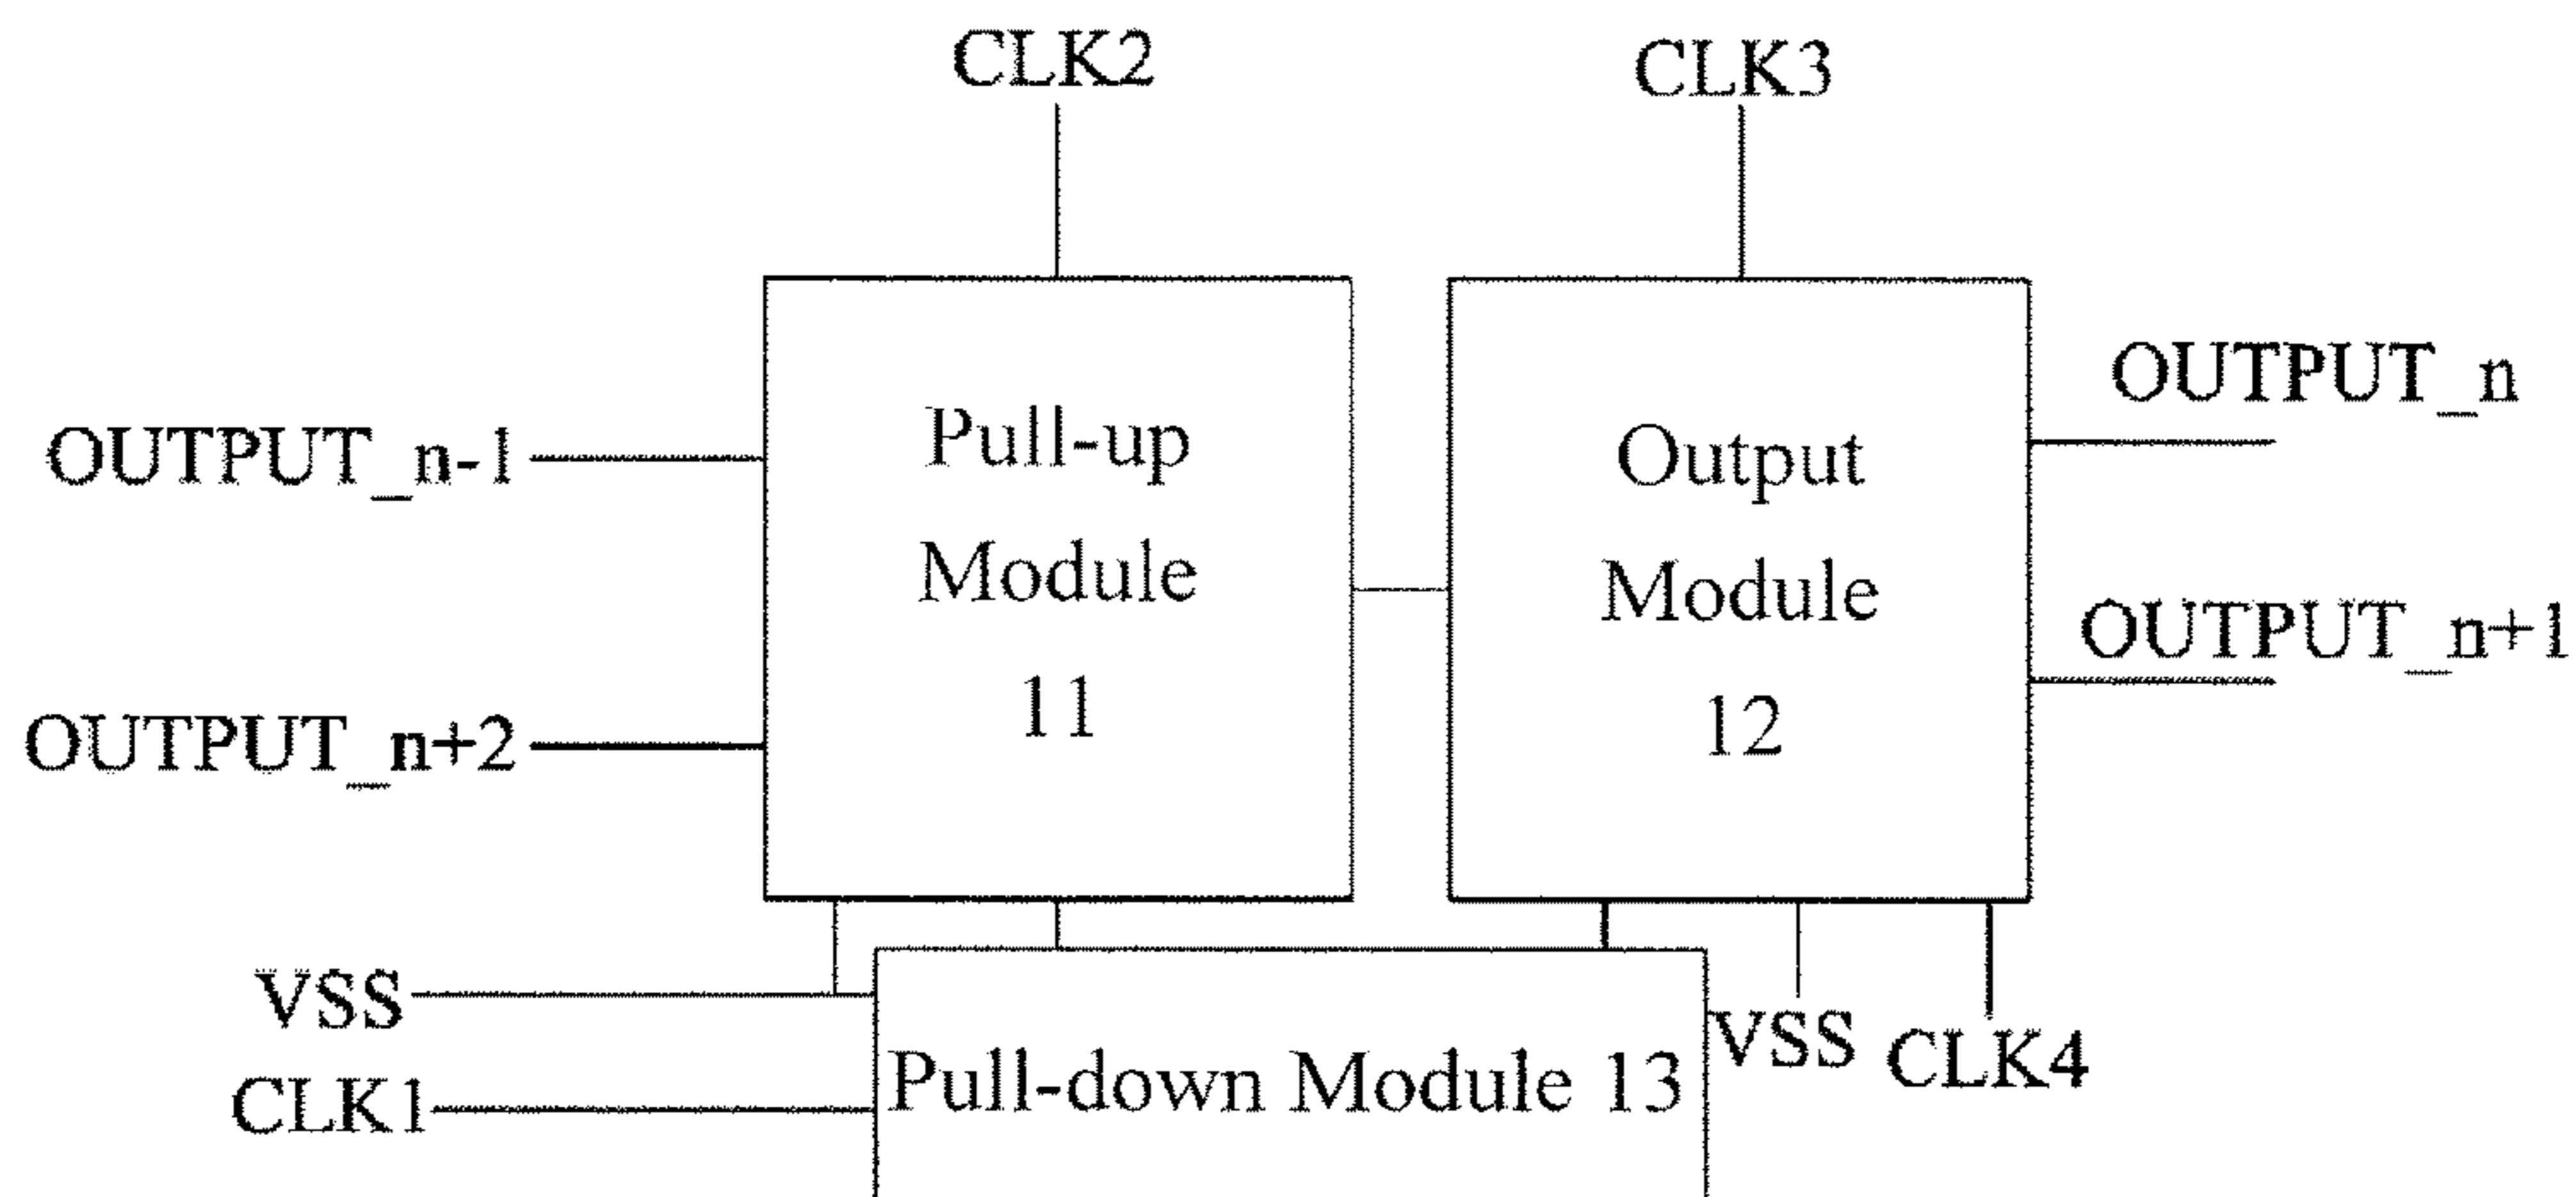 CLK2
CLK3
OUTPUT_n-1
OUTPUT_n+2
Pull-up
Module
11
Output
Module
12
OUTPUT_n
OUTPUT_n+1
VSS
CLK1
Pull-down Module 13
VSS
CLK4